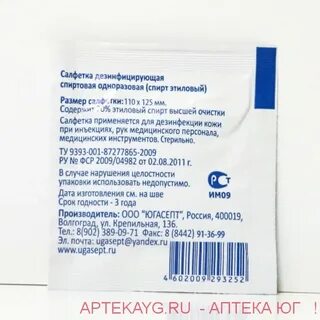 Салфетка дезинфицирующая
спиртовая одноразовая (спирт этиловый)
Размер салфетки: 110 х 125 мм.
Содержит 70% этиловый спирт высшей очистки
Салфетка применяется для дезинфекции кожи
при инъекциях, рук медицинского персонала,
медицинских инструментов. Стерильно.
ТУ 9393-001-87277865-2009
РУ № ФСР 2009/04982 от 02.08.2011 г.
В случае нарушения целостности
упаковки использовать недопустимо.
Дата изготовления см. на шве
Срок годности - 3 года
ИМ09
Производитель: ООО "ЮГАСЕПТ", Россия, 400019,
Волгоград, ул. Крепильная, 136.
Тел.: 8(902) 389-09-71 Факс: 8 (8442) 91-36-99
Эл. почта: ugasept@yandex.ru
www.ugasept.ru
4 602009 293252
APTEKAYG.RU - АПТЕКА ЮГ !